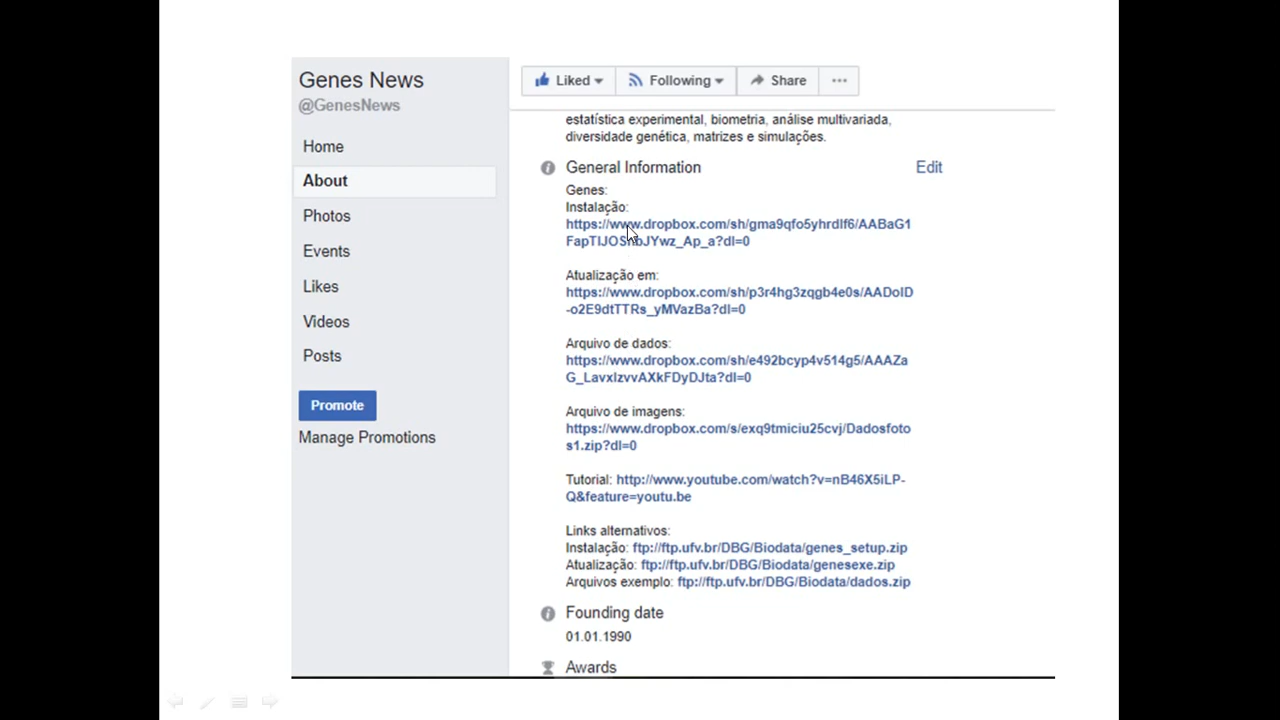 Genes News
@GenesNews
Home
About
Photos
Events
Likes
Videos
Posts
Promote
Manage Promotions
Liked
Following
Share
estatística experimental, biometria, análise multivariada,
diversidade genética, matrizes e simulações.
General Information
Edit
Genes:
Instalação:
https://www.dropbox.com/sh/gma9qfo5yhrdlf6/AABaG1
Atualização em:
https://www.dropbox.com/sh/p3r4hg3zqgb4e0s/AADolD
-o2E9dtTTRs_yMVazBa?dl=0
Arquivo de dados:
https://www.dropbox.com/sh/e492bcyp4v514g5/AAAZa
G_LavxlzvvAXkFDyDJta?dl=0
Arquivo de imagens:
https://www.dropbox.com/s/exq9tmiciu25cvj/Dadosfoto
s1.zip?dl=0
Tutorial: http://www.youtube.com/watch?v=nB46X5iLP-
Q&feature=youtu.be
Links alternativos:
Instalação: ftp://ftp.ufv.br/DBG/Biodata/genes_setup.zip
Atualização: ftp://ftp.ufv.br/DBG/Biodata/genesexe.zip
Arquivos exemplo: ftp://ftp.ufv.br/DBG/Biodata/dados.zip
Founding date
01.01.1990
Awards